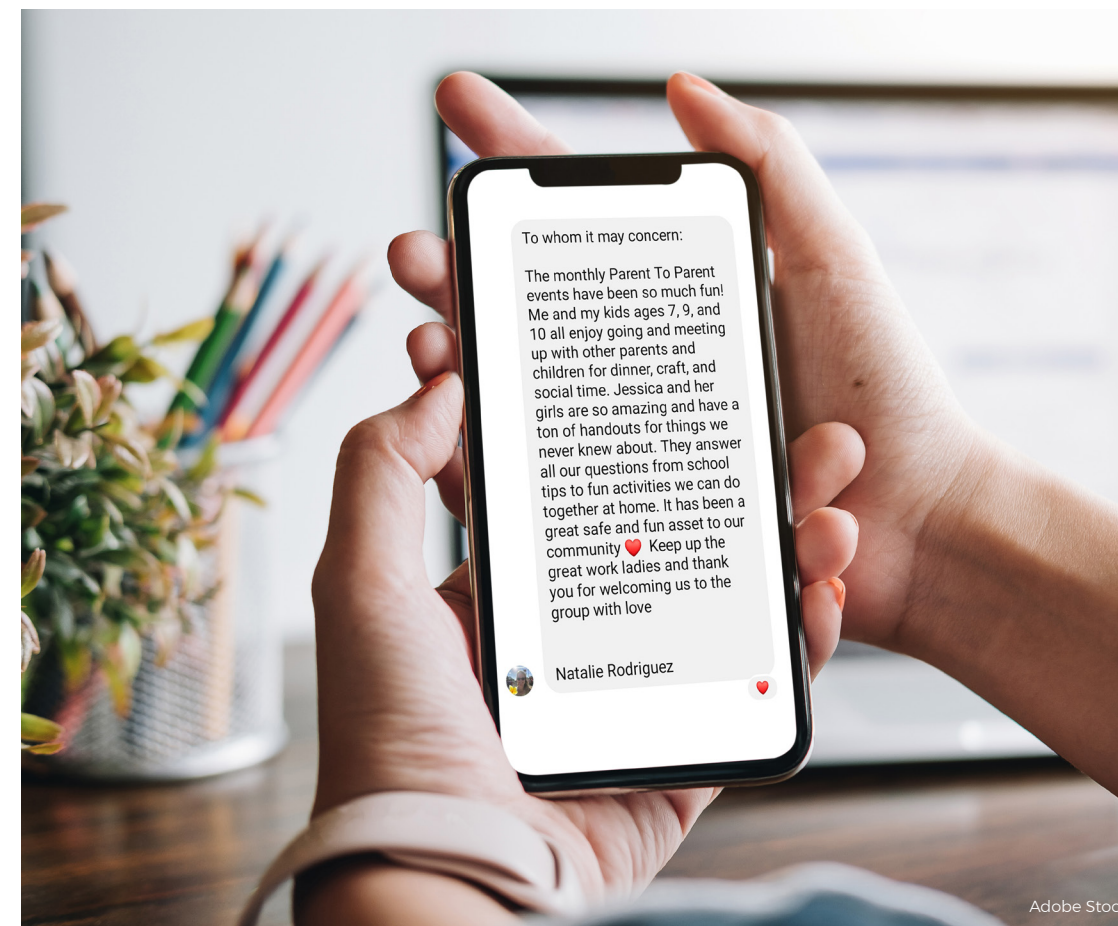 To whom it may concern:
The monthly Parent To Parent
events have been so much fun!
Me and my kids ages 7, 9, and
10 all enjoy going and meeting
up with other parents and
children for dinner, craft, and
social time. Jessica and her
girls are so amazing and have a
ton of handouts for things we
never knew about. They answer
all our questions from school
tips to fun activities we can do
together at home. It has been a
great safe and fun asset to our
community ♥️ Keep up the
great work ladies and thank
you for welcoming us to the
group with love
Natalie Rodriguez
♥️
Adobe Stoc